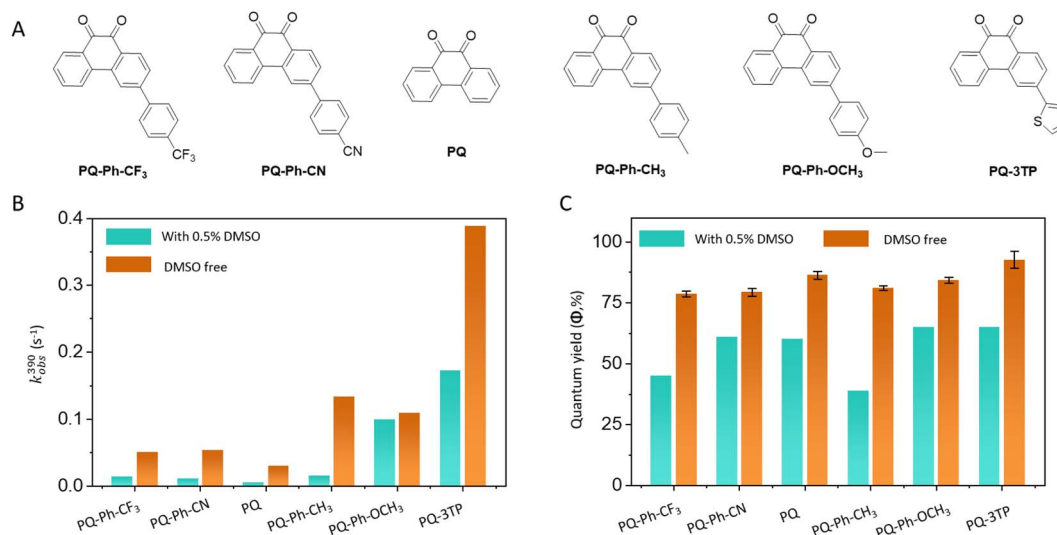 A
O O
O O
O O
O O
O O
O O
CF₃
CN
O
S
PQ-Ph-CF₃
PQ-Ph-CN
PQ
PQ-Ph-CH₃
PQ-Ph-OCH₃
PQ-3TP
B
0.4
0.3
0.2
0.1
0.0
k³⁹⁰obs (s⁻¹)
With 0.5% DMSO
DMSO free
PQ-Ph-CF₃
PQ-Ph-CN
PQ
PQ-Ph-CH₃
PQ-Ph-OCH₃
PQ-3TP
C
100
75
50
25
0
Quantum yield (Φ,%)
With 0.5% DMSO
DMSO free
PQ-Ph-CF₃
PQ-Ph-CN
PQ
PQ-Ph-CH₃
PQ-Ph-OCH₃
PQ-3TP